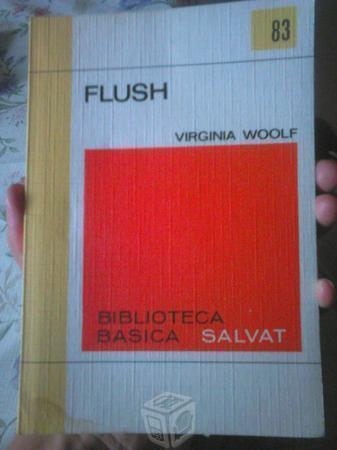 83
FLUSH
VIRGINIA WOOLF
BIBLIOTECA
BASICA SALVAT